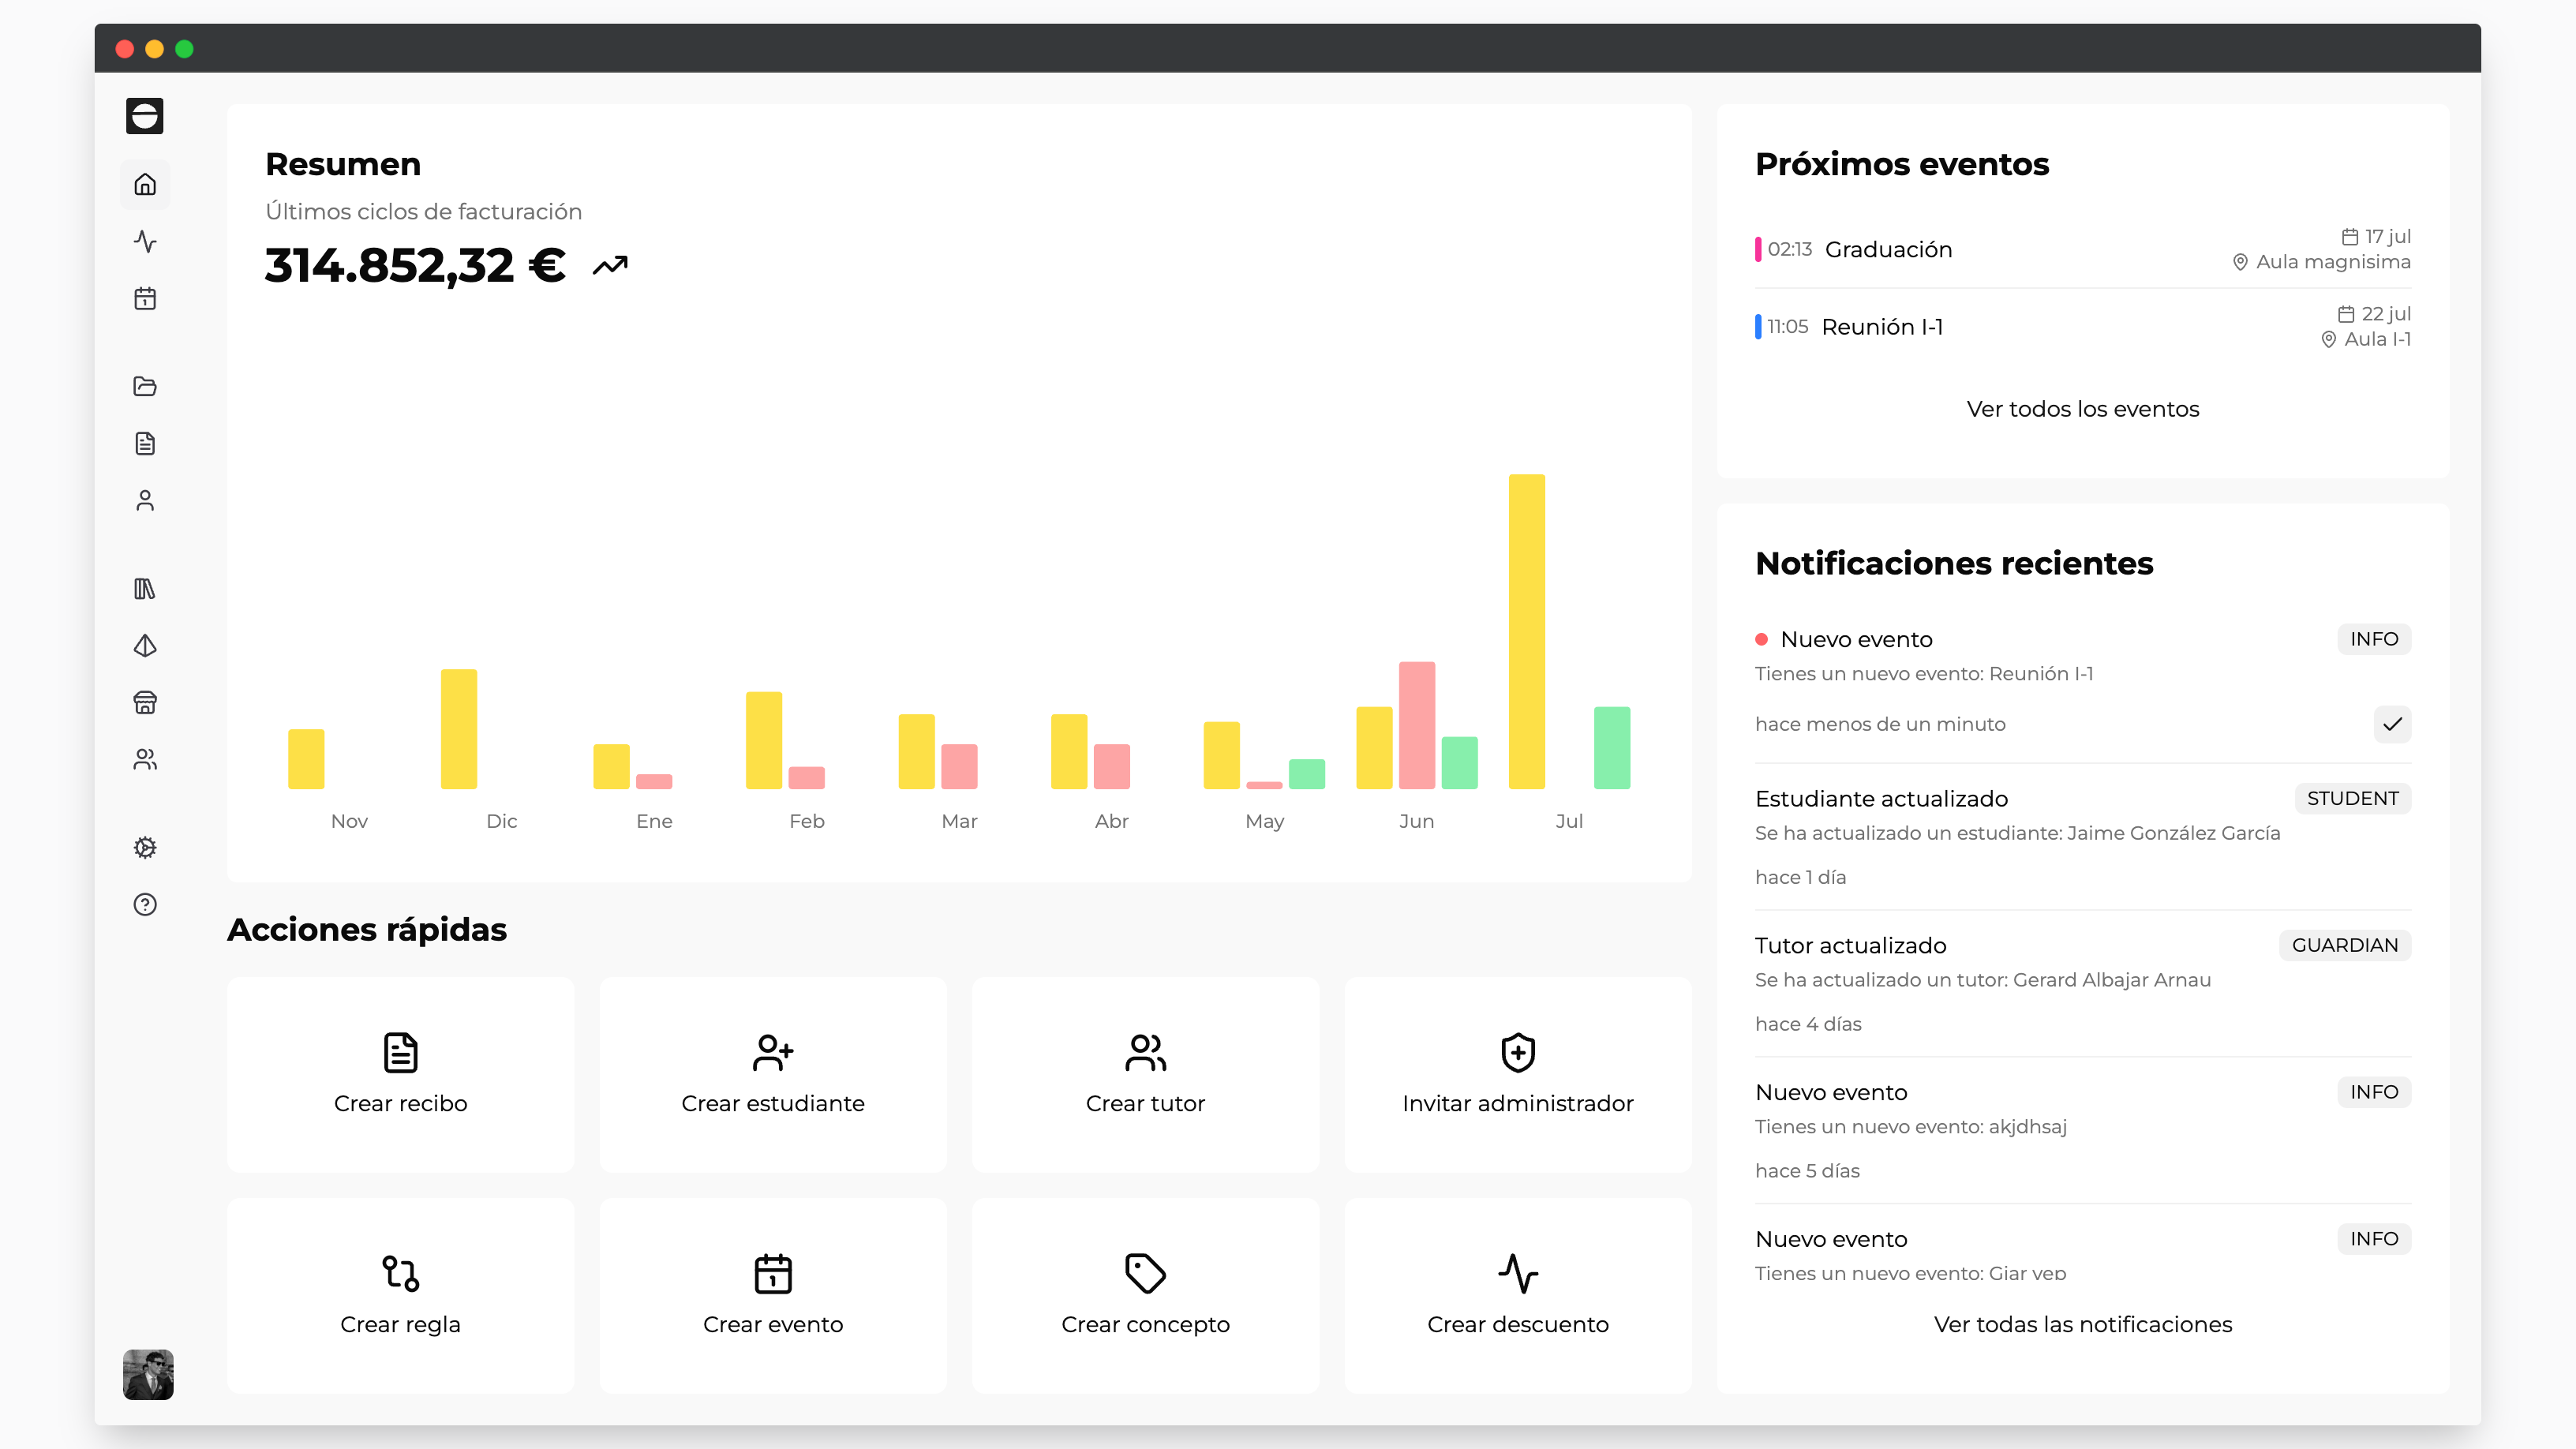 Resumen
Últimos ciclos de facturación
314.852,32 €
Nov Dic Ene Feb Mar Abr May Jun Jul
Acciones rápidas
Crear recibo
Crear estudiante
Crear tutor
Invitar administrador
Crear regla
Crear evento
Crear concepto
Crear descuento
Próximos eventos
02:13 Graduación
17 jul
Aula magnisima
11:05 Reunión I-1
22 jul
Aula I-1
Ver todos los eventos
Notificaciones recientes
Nuevo evento INFO
Tienes un nuevo evento: Reunión I-1
hace menos de un minuto
Estudiante actualizado STUDENT
Se ha actualizado un estudiante: Jaime González García
hace 1 día
Tutor actualizado GUARDIAN
Se ha actualizado un tutor: Gerard Albajar Arnau
hace 4 días
Nuevo evento INFO
Tienes un nuevo evento: akjdhsaj
hace 5 días
Nuevo evento INFO
Tienes un nuevo evento: Giar vep
Ver todas las notificaciones